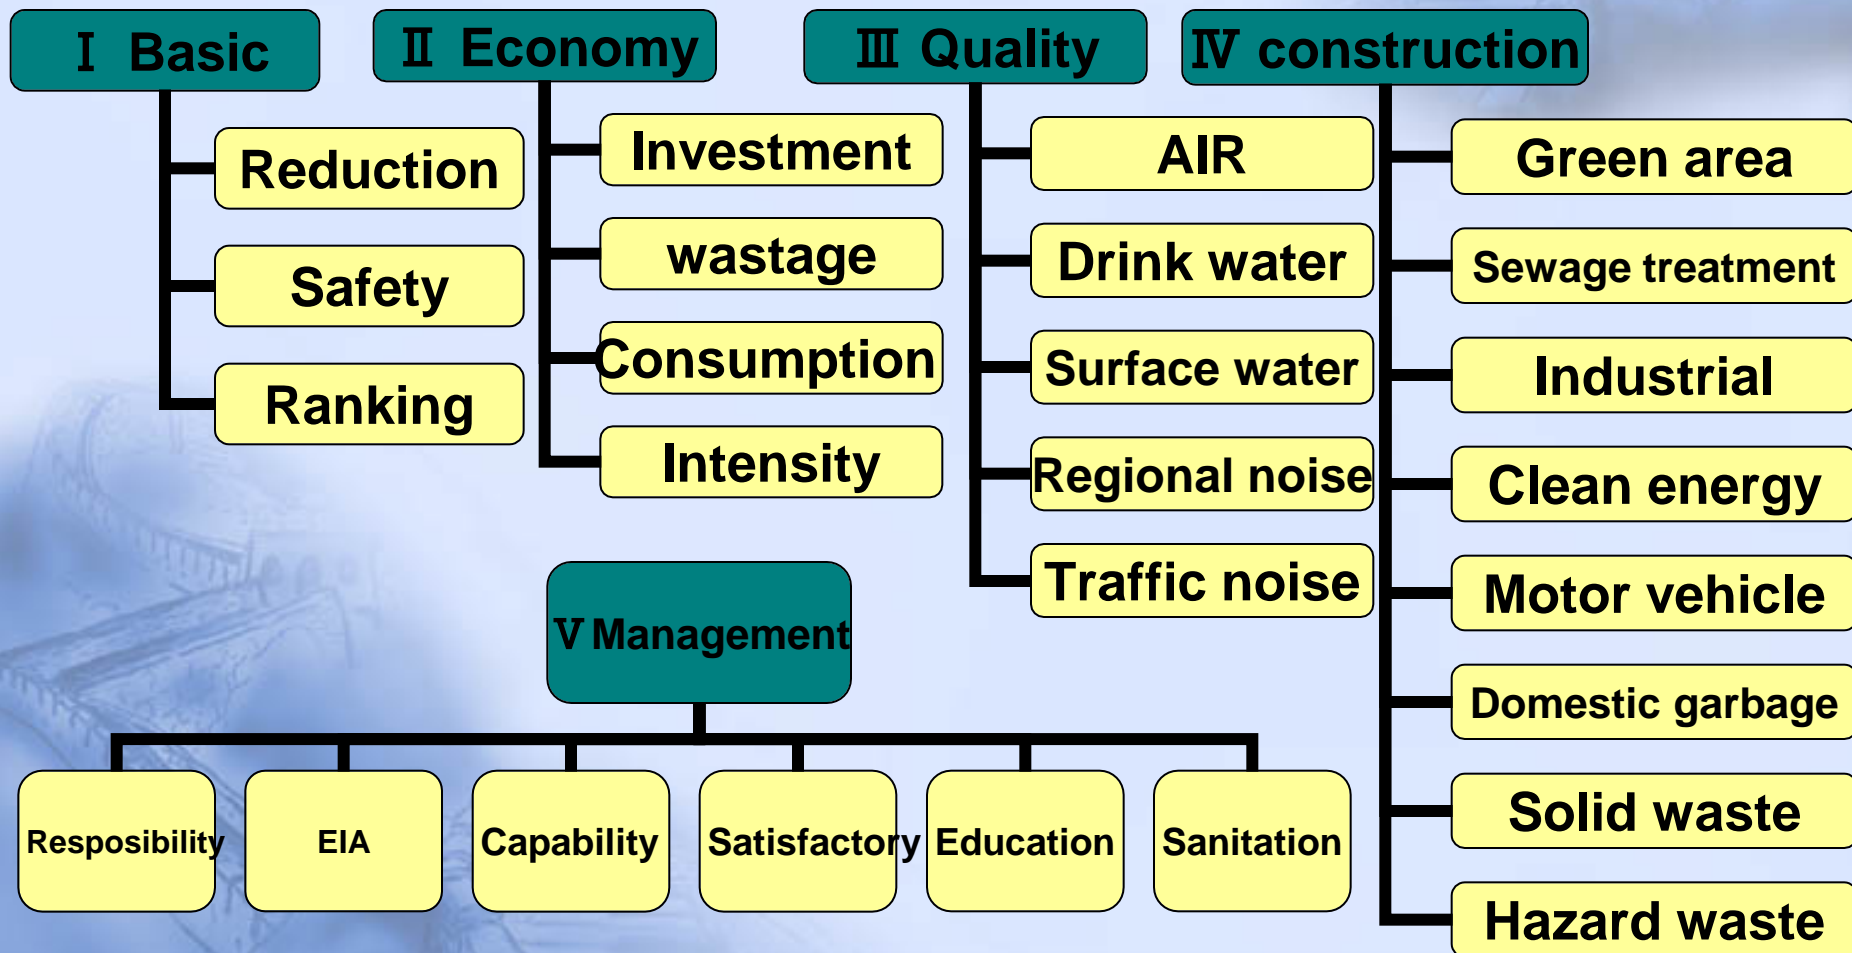 Ⅰ Basic
Reduction
Safety
Ranking
Ⅱ Economy
Investment
wastage
Consumption
Intensity
Ⅲ Quality
AIR
Drink water
Surface water
Regional noise
Traffic noise
Ⅳ construction
Green area
Sewage treatment
Industrial
Clean energy
Motor vehicle
Domestic garbage
Solid waste
Hazard waste
Ⅴ Management
Resposibility
EIA
Capability
Satisfactory
Education
Sanitation